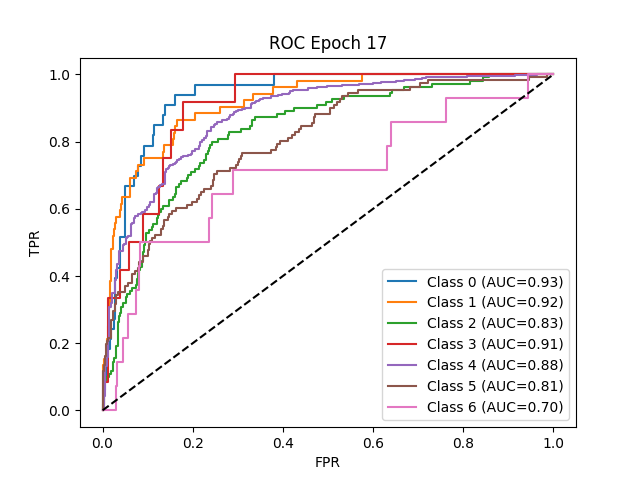 ROC Epoch 17
TPR
1.0
0.8
0.6
0.4
0.2
0.0
Class 0 (AUC=0.93)
Class 1 (AUC=0.92)
Class 2 (AUC=0.83)
Class 3 (AUC=0.91)
Class 4 (AUC=0.88)
Class 5 (AUC=0.81)
Class 6 (AUC=0.70)
0.0 0.2 0.4 0.6 0.8 1.0
FPR